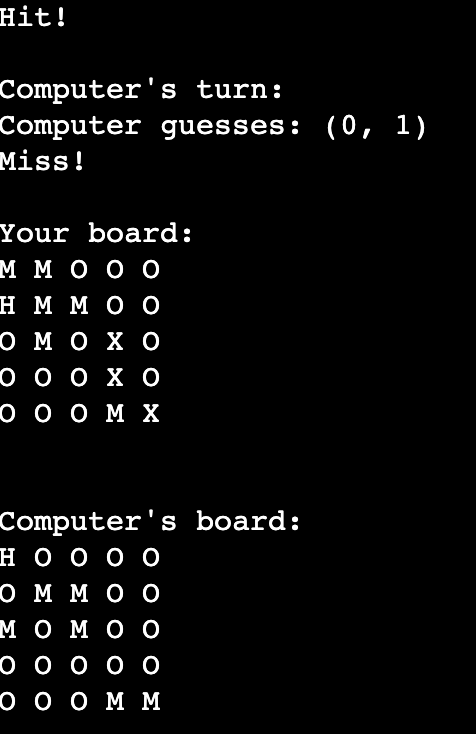 Hit!
Computer's turn:
Computer guesses: (0, 1)
Miss!
Your board:
M M O O O
H M M O O
O M O X O
O O O X O
O O O M X
Computer's board:
H O O O O
O M M O O
M O M O O
O O O O O
O O O M M